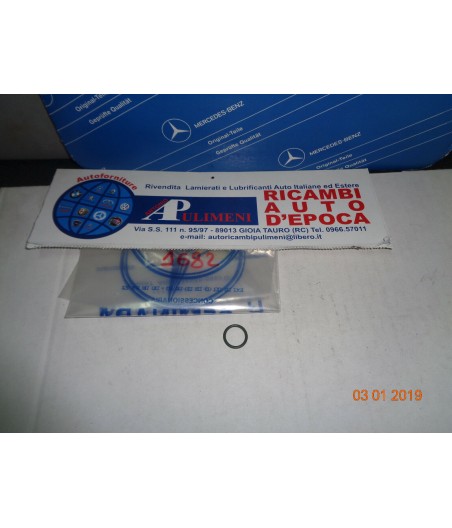 MERCEDES-BENZ
Original-Teile
Geprüfte Qualität
MERCEDES-BENZ
Original-Teile
Geprüfte Qualität
Autoforniture
Rivendita Lamierati e Lubrificanti Auto Italiane ed Estere
APULIMENI
RICAMBI
AUTO
D'EPOCA
Via S.S. 111 n. 95/97 - 89013 GIOIA TAURO (RC) Tel. 0966.57011
e-mail: autoricambipulimeni@libero.it
1682
03 01 2019